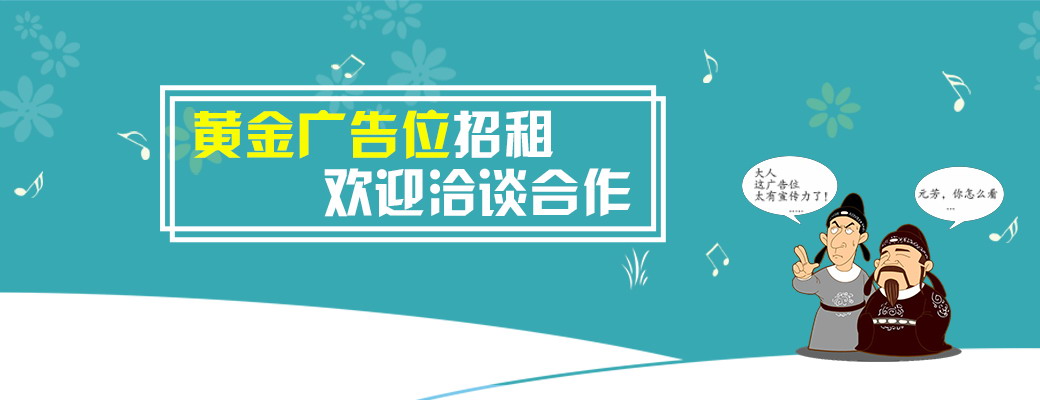 黄金广告位招租
欢迎洽谈合作
大人
这广告位
太有宣传力了！
....
元芳，你怎么看
...